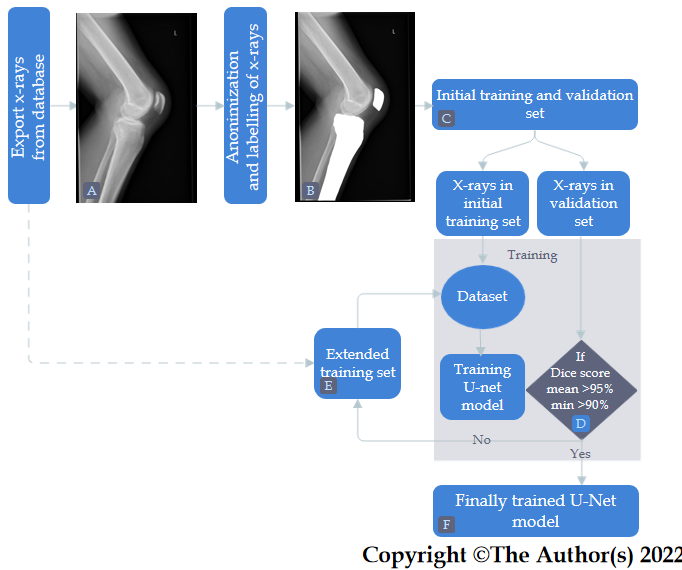 Export x-rays
from database
L
A
Anonimization
and labelling of x-rays
L
B
Initial training and validation
set
C
X-rays in
initial
training set
X-rays in
validation
set
Training
Dataset
Extended
training set
E
Training
U-net
model
If
Dice score
mean >95%
min >90%
D
No
Yes
Finally trained U-Net
model
F
Copyright ©The Author(s) 2022